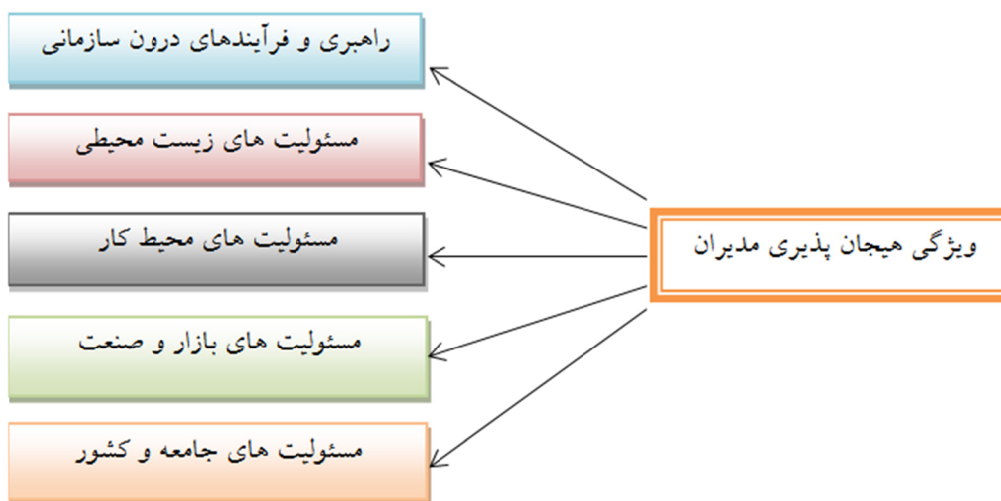 راهبری و فرآیندهای درون سازمانی
مسئولیت های زیست محیطی
ویژگی هیجان پذیری مدیران
مسئولیت های محیط کار
مسئولیت های بازار و صنعت
مسئولیت های جامعه و کشور